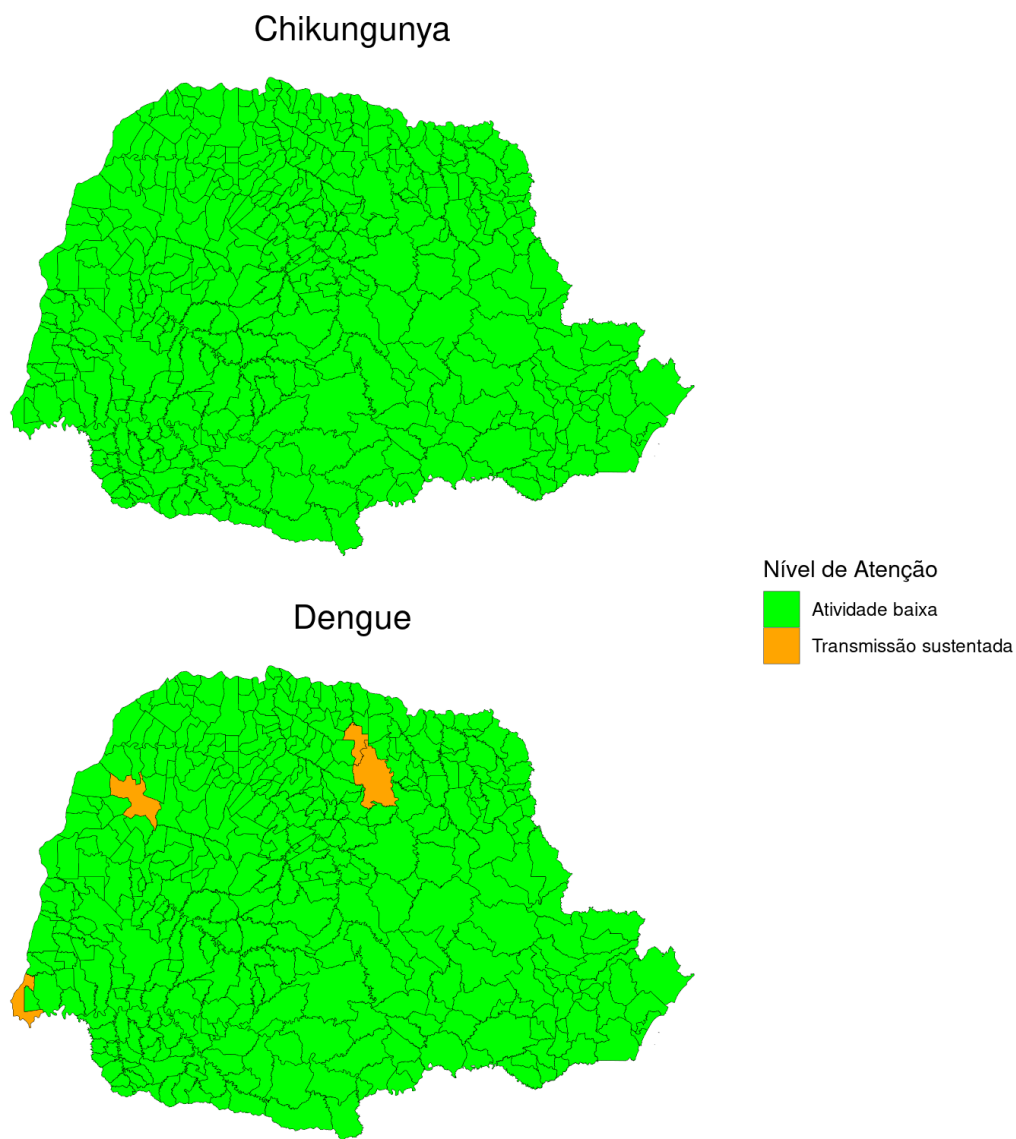 Chikungunya
Dengue
Nível de Atenção
Atividade baixa
Transmissão sustentada